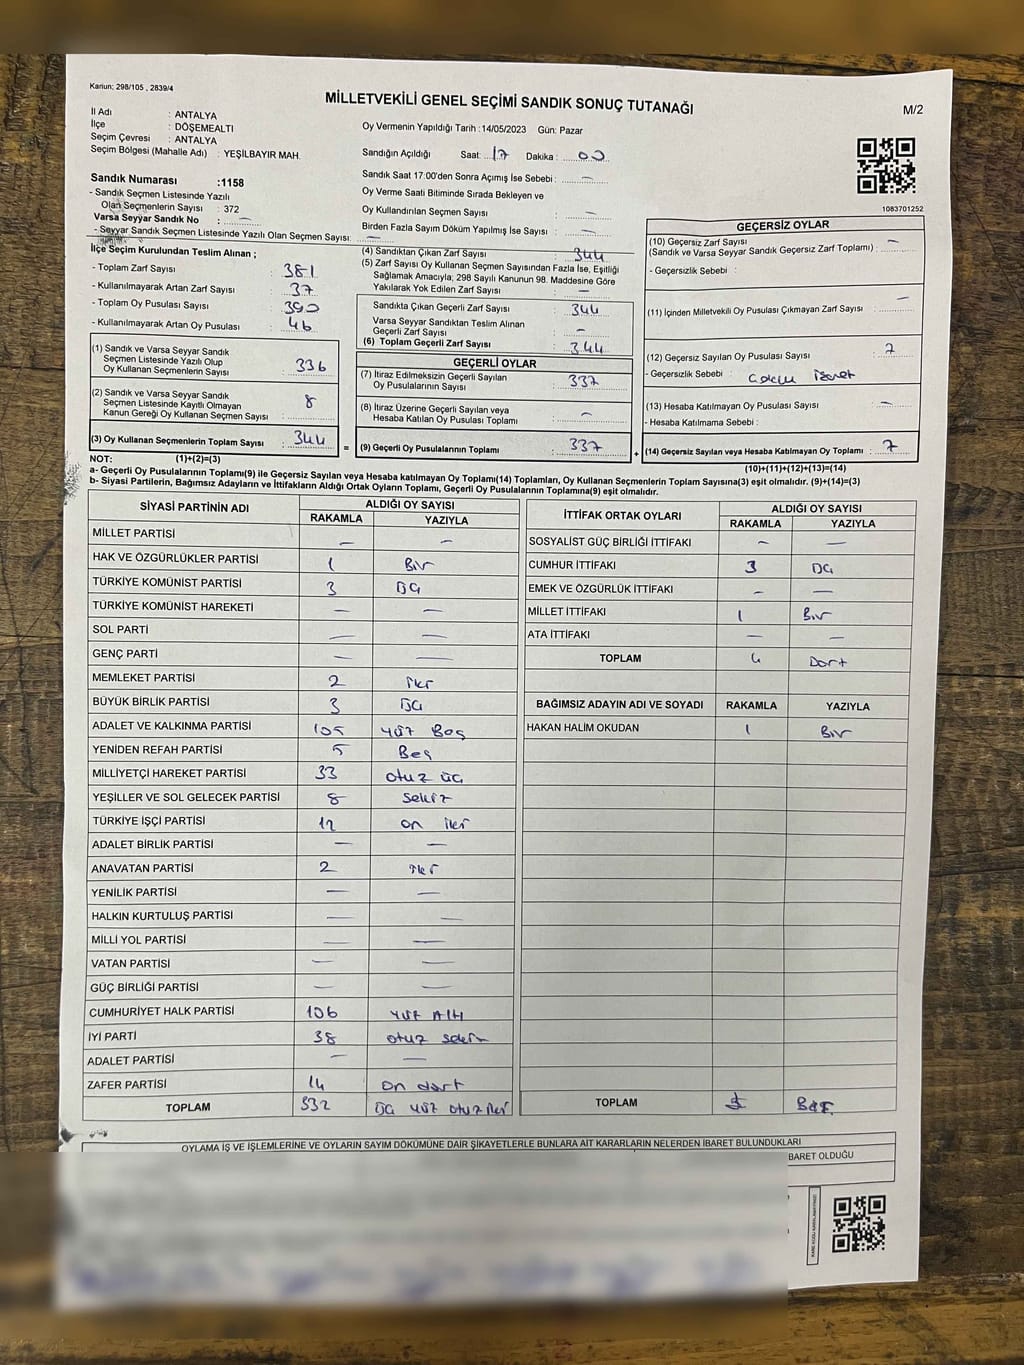 Kanun: 298/105 , 2839/4
MİLLETVEKİLİ GENEL SEÇİMİ SANDIK SONUÇ TUTANAĞI
M/2
İl Adı : ANTALYA
İlçe : DÖŞEMEALTI
Seçim Çevresi : ANTALYA
Seçim Bölgesi (Mahalle Adı) : YEŞİLBAYIR MAH.
Oy Vermenin Yapıldığı Tarih :14/05/2023 Gün: Pazar
Sandığın Açıldığı Saat: 17 Dakika : 00
Sandık Saat 17:00'den Sonra Açımış İse Sebebi : —
Oy Verme Saati Bitiminde Sırada Bekleyen ve
Oy Kullandırılan Seçmen Sayısı : —
Birden Fazla Sayım Döküm Yapılmış İse Sayısı : —
1083701252
Sandık Numarası :1158
- Sandık Seçmen Listesinde Yazılı
Olan Seçmenlerin Sayısı : 372
Varsa Seyyar Sandık No : —
- Seyyar Sandık Seçmen Listesinde Yazılı Olan Seçmen Sayısı: —
İlçe Seçim Kurulundan Teslim Alınan ;
- Toplam Zarf Sayısı : 381
- Kullanılmayarak Artan Zarf Sayısı : 37
- Toplam Oy Pusulası Sayısı : 390
- Kullanılmayarak Artan Oy Pusulası : 46
(1) Sandık ve Varsa Seyyar Sandık
Seçmen Listesinde Yazılı Olup
Oy Kullanan Seçmenlerin Sayısı : 336
(2) Sandık ve Varsa Seyyar Sandık
Seçmen Listesinde Kayıtlı Olmayan
Kanun Gereği Oy Kullanan Seçmen Sayısı : 8
(3) Oy Kullanan Seçmenlerin Toplam Sayısı : 344
(4) Sandıktan Çıkan Zarf Sayısı : 344
(5) Zarf Sayısı Oy Kullanan Seçmen Sayısından Fazla İse, Eşitliği
Sağlamak Amacıyla; 298 Sayılı Kanunun 98. Maddesine Göre
Yakılarak Yok Edilen Zarf Sayısı : —
Sandıkta Çıkan Geçerli Zarf Sayısı : 344
Varsa Seyyar Sandıktan Teslim Alınan
Geçerli Zarf Sayısı : —
(6) Toplam Geçerli Zarf Sayısı : 344
GEÇERLİ OYLAR
(7) İtiraz Edilmeksizin Geçerli Sayılan
Oy Pusulalarının Sayısı : 337
(8) İtiraz Üzerine Geçerli Sayılan veya
Hesaba Katılan Oy Pusulası Toplamı : —
= (9) Geçerli Oy Pusulalarının Toplamı : 337
GEÇERSİZ OYLAR
(10) Geçersiz Zarf Sayısı
(Sandık ve Varsa Seyyar Sandık Geçersiz Zarf Toplamı) : —
- Geçersizlik Sebebi :
(11) İçinden Milletvekili Oy Pusulası Çıkmayan Zarf Sayısı : —
(12) Geçersiz Sayılan Oy Pusulası Sayısı : 7
- Geçersizlik Sebebi : işaret
(13) Hesaba Katılmayan Oy Pusulası Sayısı : —
- Hesaba Katılmama Sebebi :
+ (14) Geçersiz Sayılan veya Hesaba Katılmayan Oy Toplamı : 7
NOT: (1)+(2)=(3)
(10)+(11)+(12)+(13)=(14)
a- Geçerli Oy Pusulalarının Toplamı(9) ile Geçersiz Sayılan veya Hesaba katılmayan Oy Toplamı(14) Toplamları, Oy Kullanan Seçmenlerin Toplam Sayısına(3) eşit olmalıdır. (9)+(14)=(3)
b- Siyasi Partilerin, Bağımsız Adayların ve İttifakların Aldığı Ortak Oyların Toplamı, Geçerli Oy Pusulalarının Toplamına(9) eşit olmalıdır.
SİYASİ PARTİNİN ADI ALDIĞI OY SAYISI
RAKAMLA YAZIYLA
MİLLET PARTİSİ — —
HAK VE ÖZGÜRLÜKLER PARTİSİ 1 Bir
TÜRKİYE KOMÜNİST PARTİSİ 3 Üç
TÜRKİYE KOMÜNİST HAREKETİ — —
SOL PARTİ — —
GENÇ PARTİ — —
MEMLEKET PARTİSİ 2 iki
BÜYÜK BİRLİK PARTİSİ 3 Üç
ADALET VE KALKINMA PARTİSİ 105 yüz Beş
YENİDEN REFAH PARTİSİ 5 Beş
MİLLİYETÇİ HAREKET PARTİSİ 33 otuz üç
YEŞİLLER VE SOL GELECEK PARTİSİ 8 Sekiz
TÜRKİYE İŞÇİ PARTİSİ 12 on iki
ADALET BİRLİK PARTİSİ — —
ANAVATAN PARTİSİ 2 iki
YENİLİK PARTİSİ — —
HALKIN KURTULUŞ PARTİSİ — —
MİLLİ YOL PARTİSİ — —
VATAN PARTİSİ — —
GÜÇ BİRLİĞİ PARTİSİ — —
CUMHURİYET HALK PARTİSİ 106 yüz Altı
İYİ PARTİ 38 otuz sekiz
ADALET PARTİSİ — —
ZAFER PARTİSİ 14 on dört
TOPLAM 332 Üç yüz otuz iki
İTTİFAK ORTAK OYLARI ALDIĞI OY SAYISI
RAKAMLA YAZIYLA
SOSYALİST GÜÇ BİRLİĞİ İTTİFAKI — —
CUMHUR İTTİFAKI 3 Üç
EMEK VE ÖZGÜRLÜK İTTİFAKI — —
MİLLET İTTİFAKI 1 Bir
ATA İTTİFAKI — —
TOPLAM 4 Dört
BAĞIMSIZ ADAYIN ADI VE SOYADI RAKAMLA YAZIYLA
HAKAN HALİM OKUDAN 1 Bir
TOPLAM 5 Beş
OYLAMA İŞ VE İŞLEMLERİNE VE OYLARIN SAYIM DÖKÜMÜNE DAİR ŞİKAYETLERLE BUNLARA AİT KARARLARIN NELERDEN İBARET BULUNDUKLARI
BARET OLDUĞU